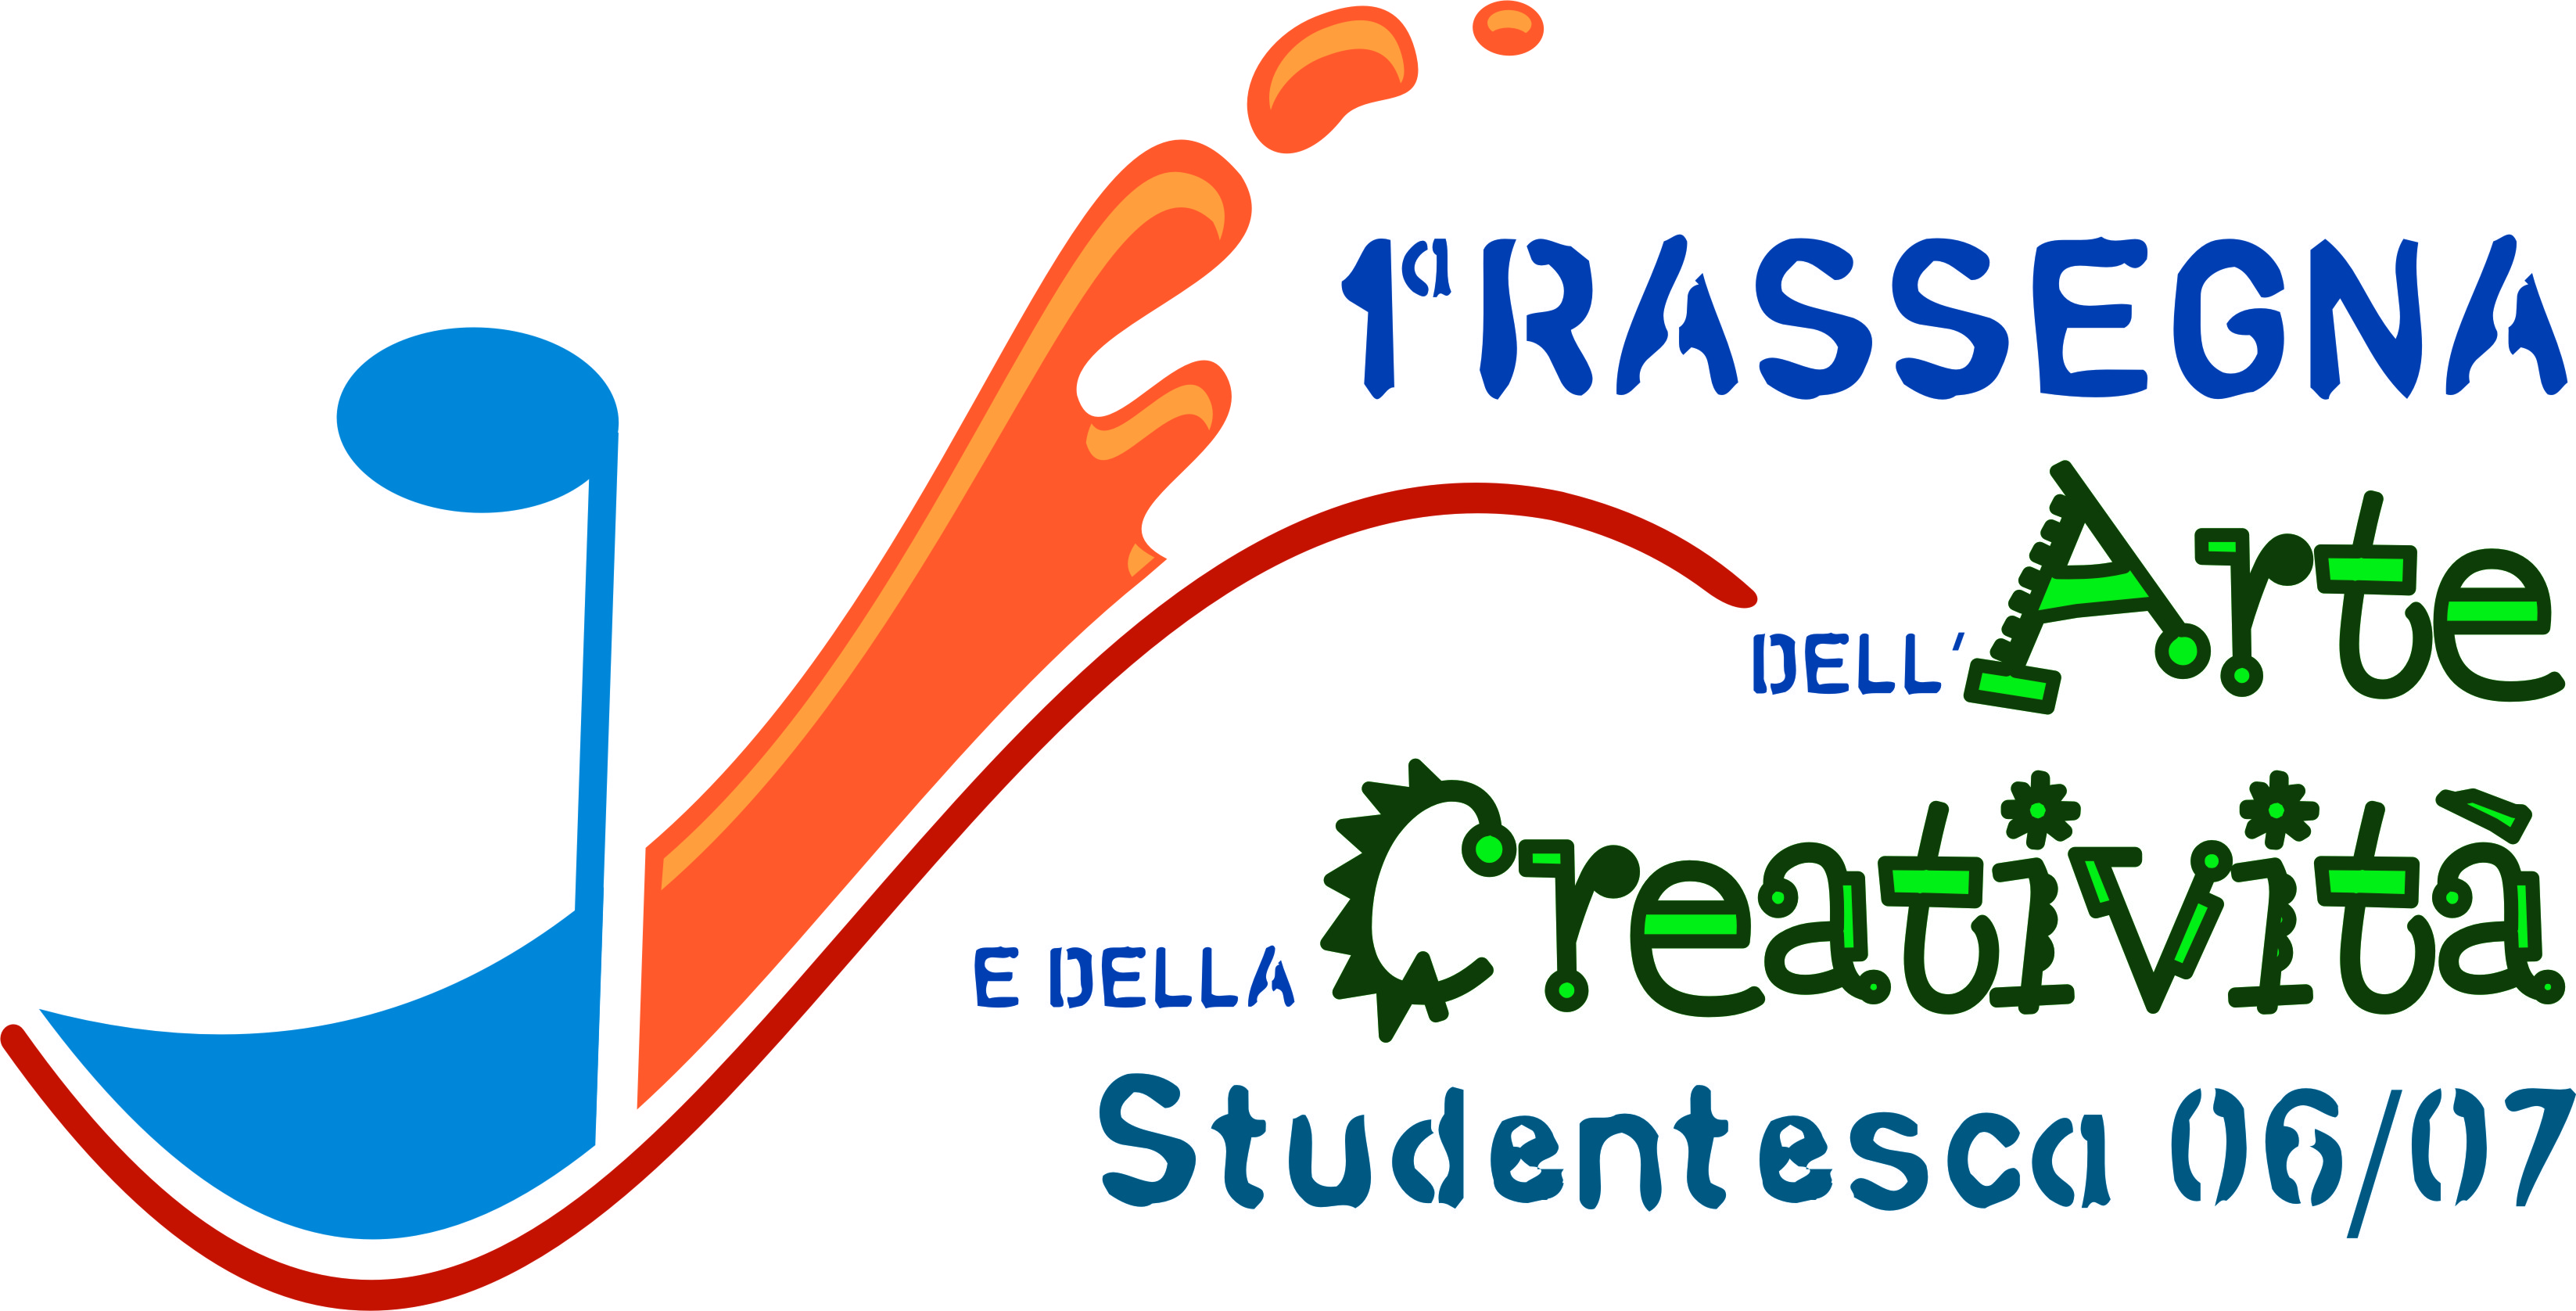 1ª RASSEGNA
DELL'Arte
E DELLA Creatività
Studentesca 06/07